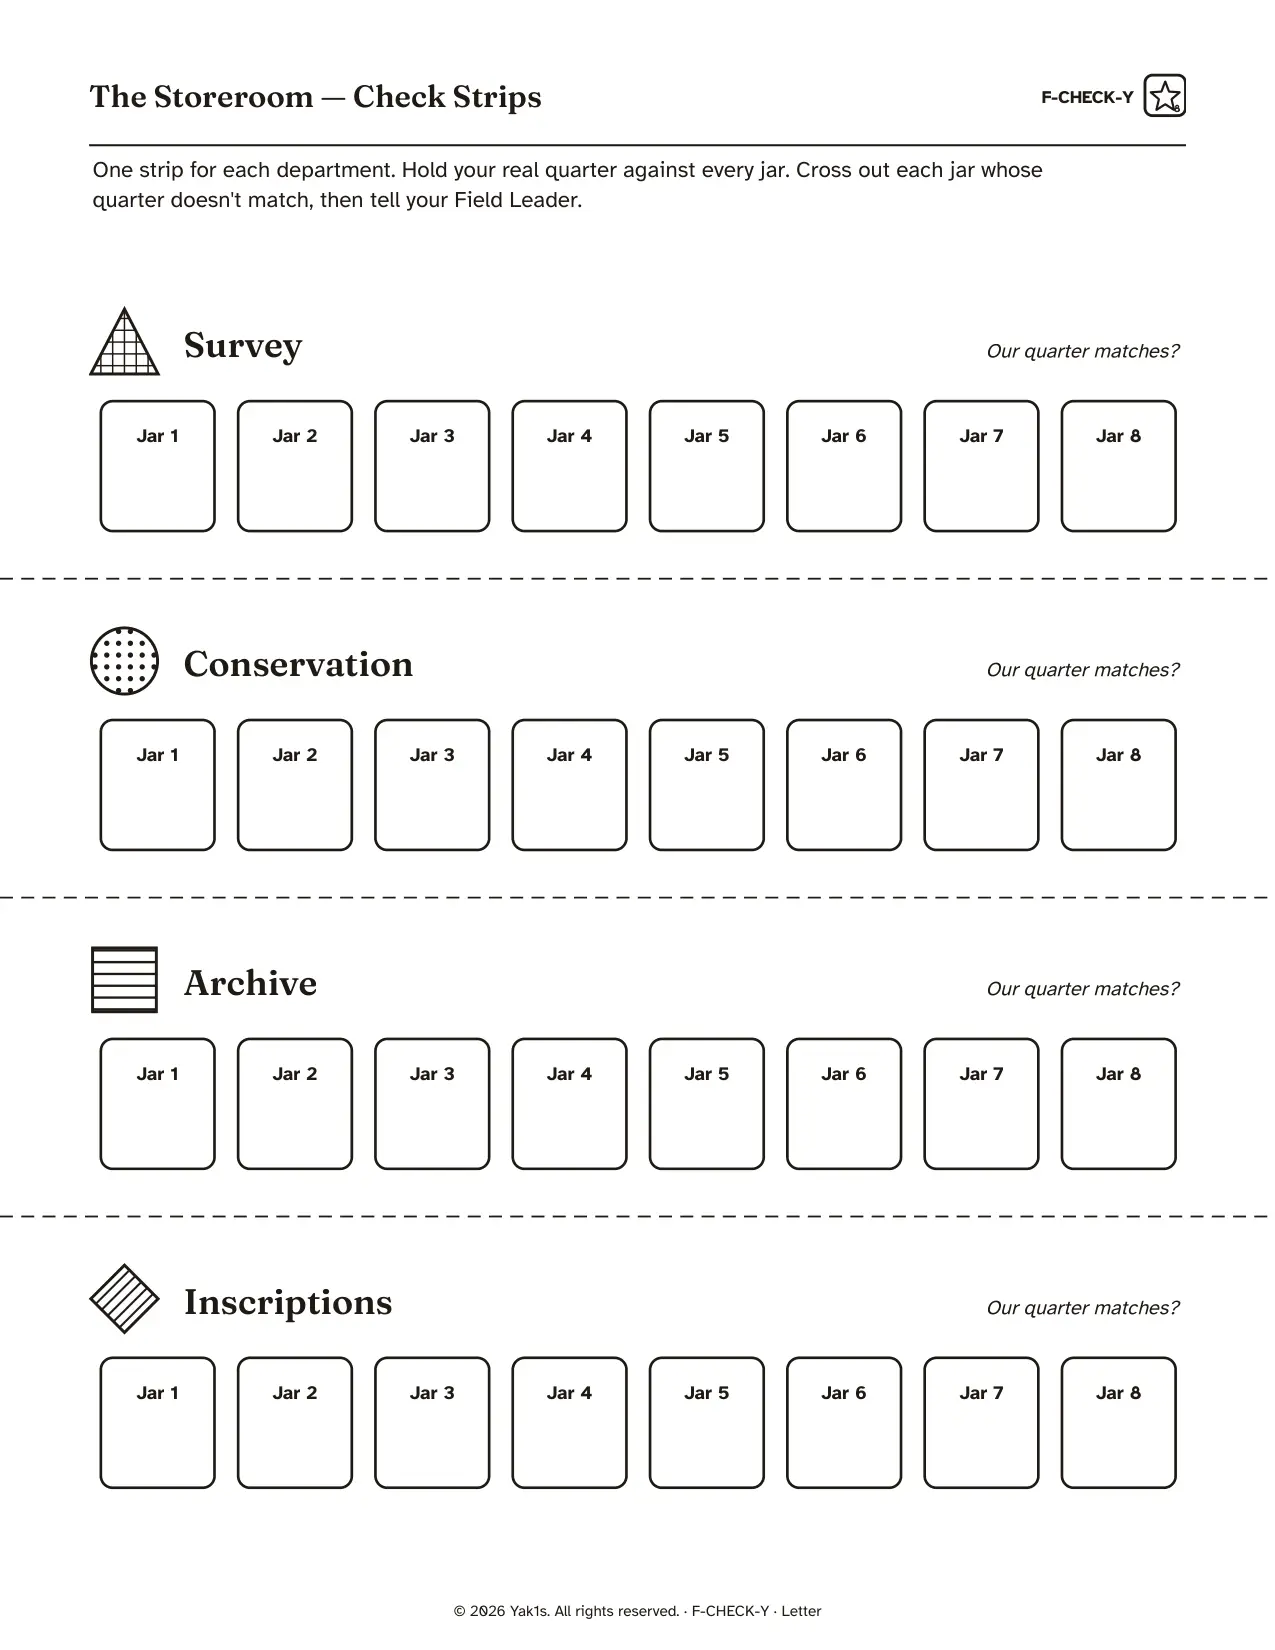 The Storeroom — Check Strips
F-CHECK-Y
8
One strip for each department. Hold your real quarter against every jar. Cross out each jar whose
quarter doesn't match, then tell your Field Leader.
Survey
Our quarter matches?
Jar 1 Jar 2 Jar 3 Jar 4 Jar 5 Jar 6 Jar 7 Jar 8
Conservation
Our quarter matches?
Jar 1 Jar 2 Jar 3 Jar 4 Jar 5 Jar 6 Jar 7 Jar 8
Archive
Our quarter matches?
Jar 1 Jar 2 Jar 3 Jar 4 Jar 5 Jar 6 Jar 7 Jar 8
Inscriptions
Our quarter matches?
Jar 1 Jar 2 Jar 3 Jar 4 Jar 5 Jar 6 Jar 7 Jar 8
© 2026 Yak1s. All rights reserved. · F-CHECK-Y · Letter